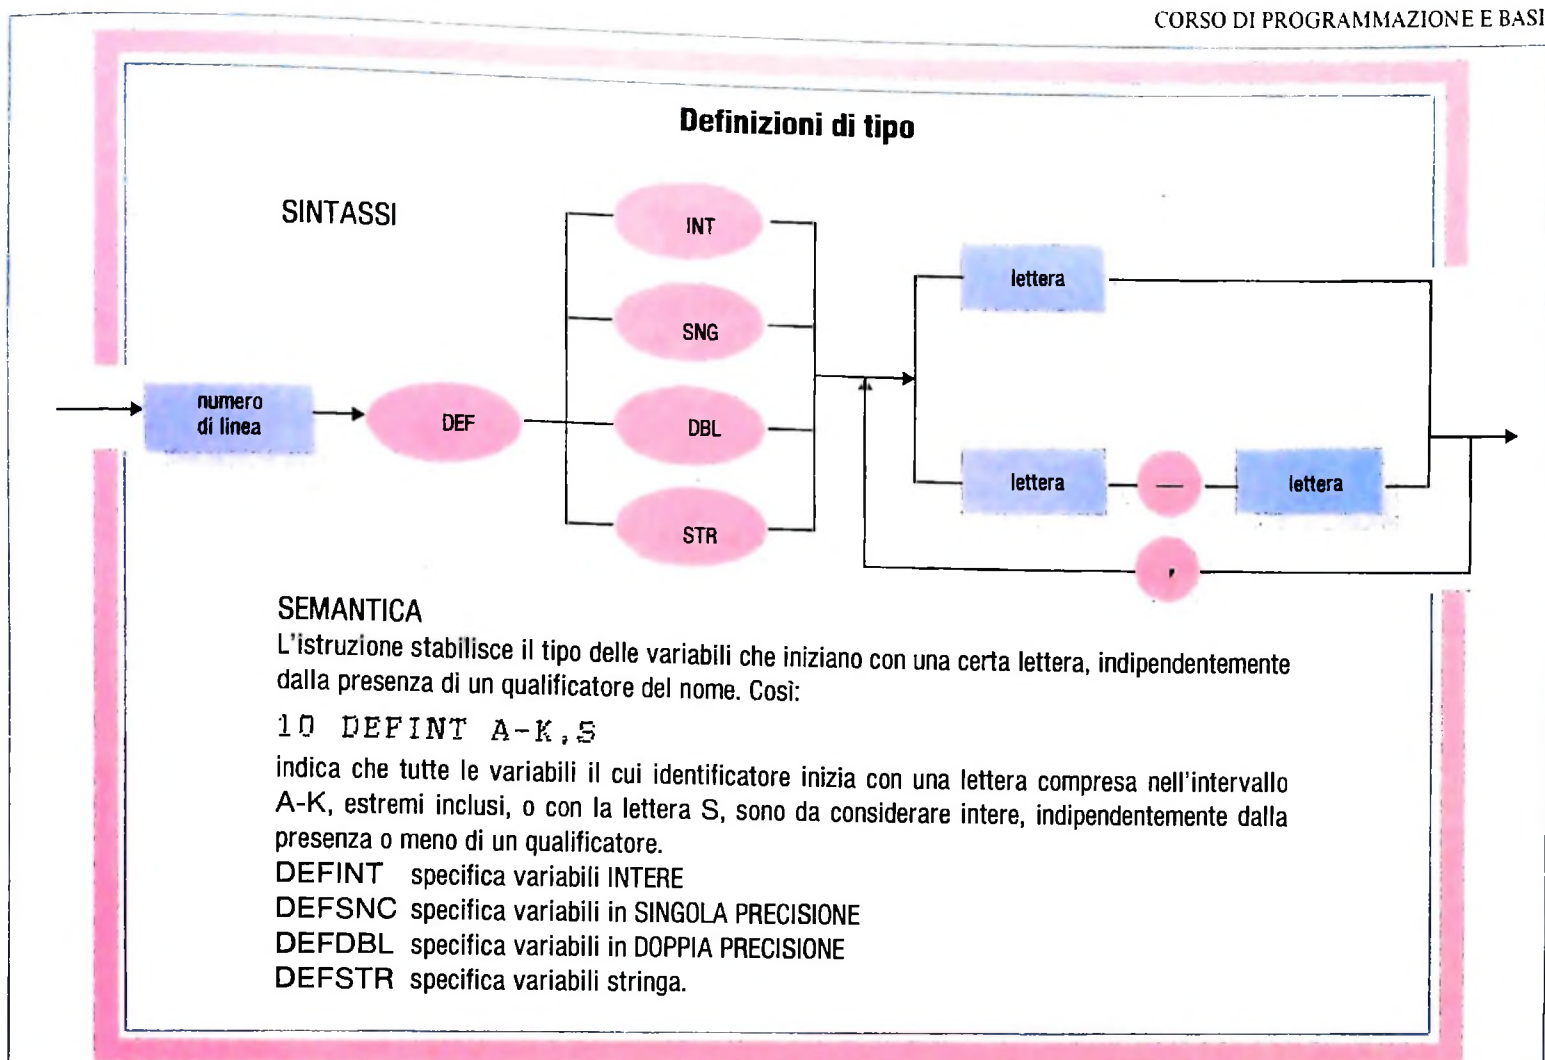 CORSO DI PROGRAMMAZIONE E BASI
Definizioni di tipo
SINTASSI
INT
SNG
DBL
STR
numero
di linea
DEF
lettera
lettera
—
lettera
,
SEMANTICA
L'istruzione stabilisce il tipo delle variabili che iniziano con una certa lettera, indipendentemente
dalla presenza di un qualificatore del nome. Così:
10 DEFINT A-K,S
indica che tutte le variabili il cui identificatore inizia con una lettera compresa nell'intervallo
A-K, estremi inclusi, o con la lettera S, sono da considerare intere, indipendentemente dalla
presenza o meno di un qualificatore.
DEFINT specifica variabili INTERE
DEFSNC specifica variabili in SINGOLA PRECISIONE
DEFDBL specifica variabili in DOPPIA PRECISIONE
DEFSTR specifica variabili stringa.